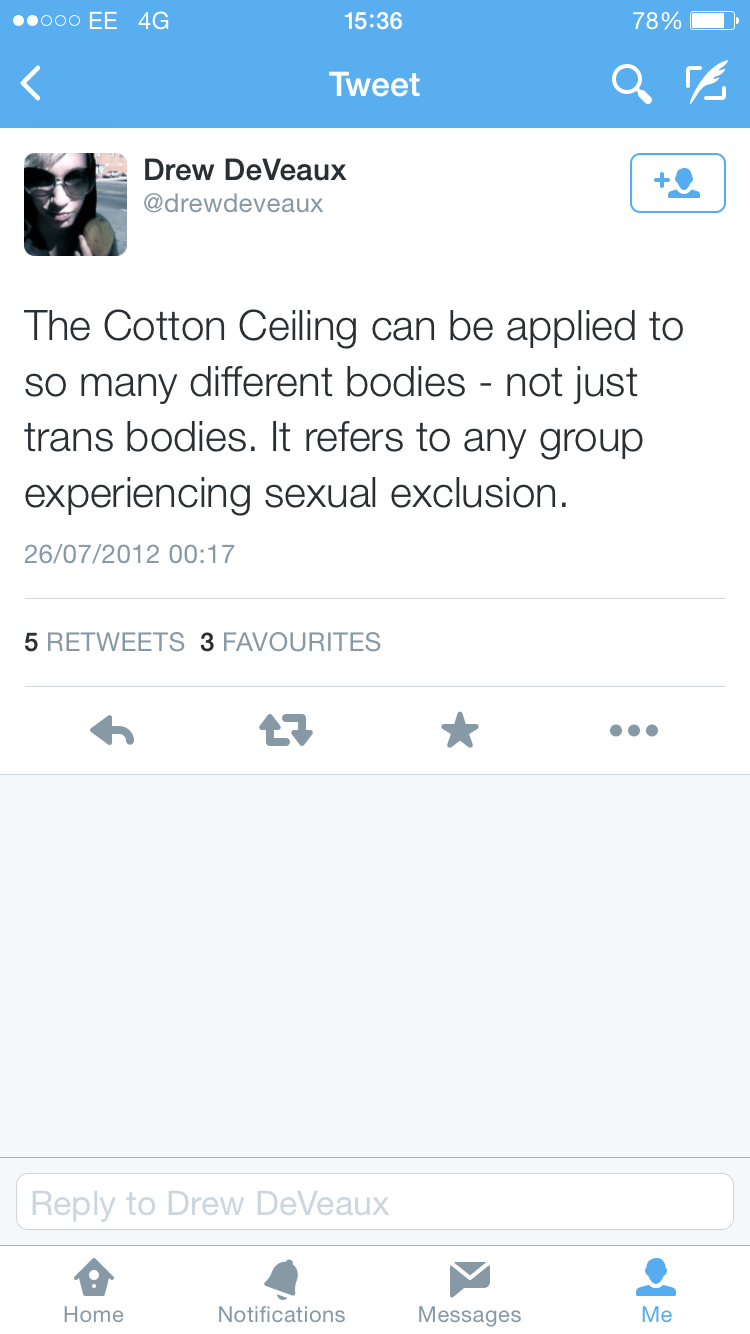 EE 4G 15:36 78%
Tweet
Drew DeVeaux
@drewdeveaux
The Cotton Ceiling can be applied to
so many different bodies - not just
trans bodies. It refers to any group
experiencing sexual exclusion.
26/07/2012 00:17
5 RETWEETS 3 FAVOURITES
Reply to Drew DeVeaux
Home Notifications Messages Me